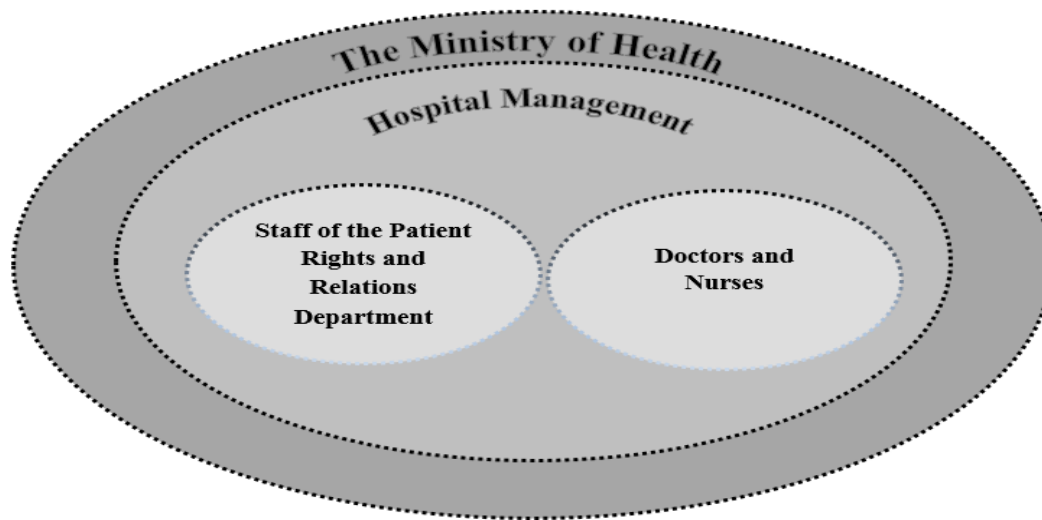 The Ministry of Health
Hospital Management
Staff of the Patient
Rights and
Relations
Department
Doctors and
Nurses